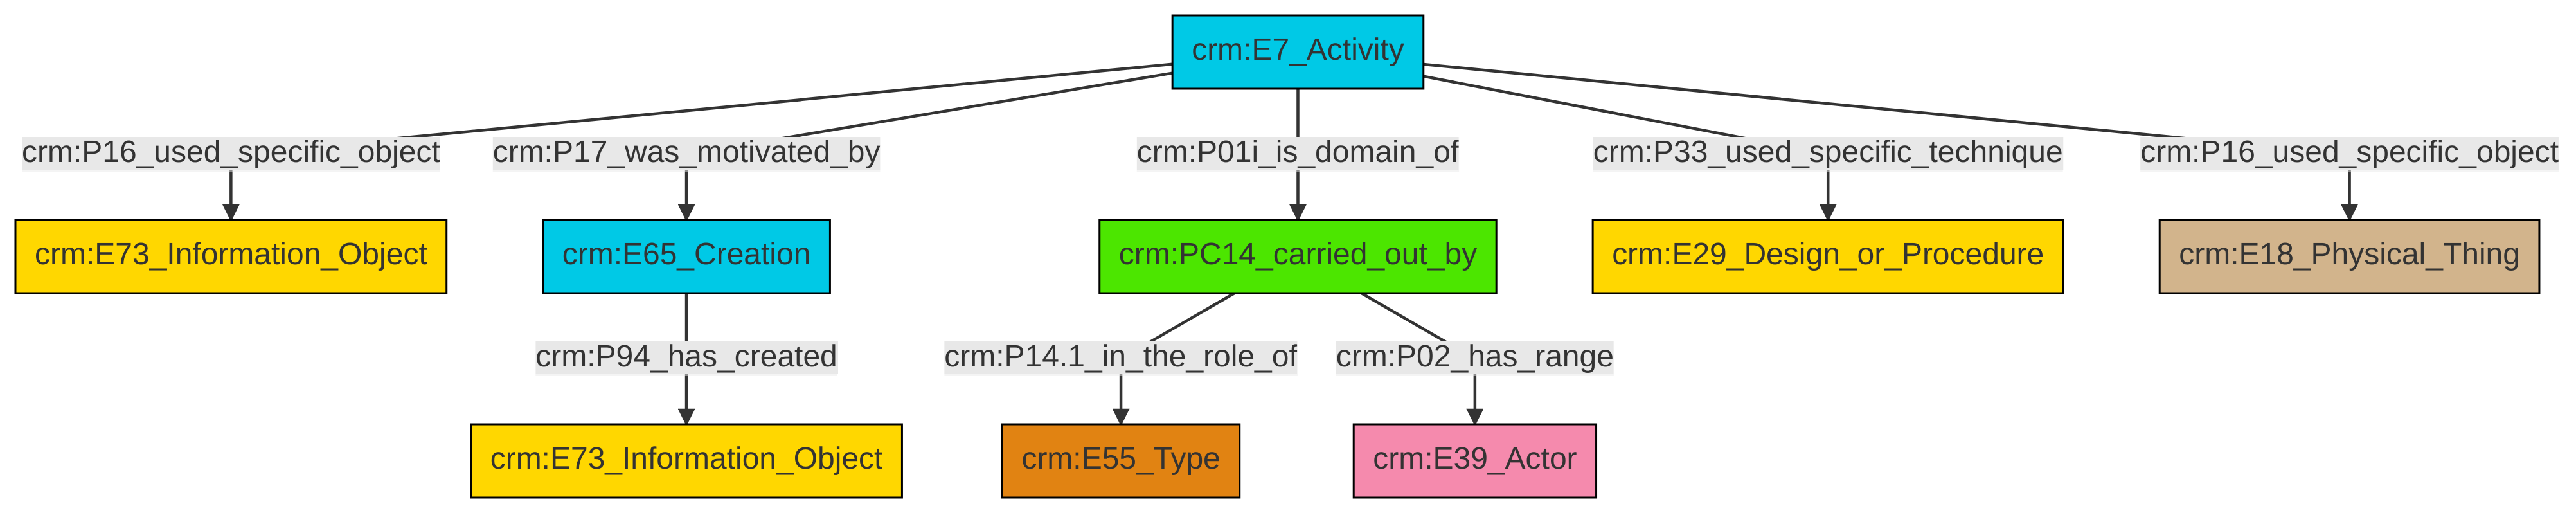 crm:E7_Activity
crm:P16_used_specific_object
crm:P17_was_motivated_by
crm:P01i_is_domain_of
crm:P33_used_specific_technique
crm:P16_used_specific_object
crm:E73_Information_Object
crm:E65_Creation
crm:PC14_carried_out_by
crm:E29_Design_or_Procedure
crm:E18_Physical_Thing
crm:P94_has_created
crm:P14.1_in_the_role_of
crm:P02_has_range
crm:E73_Information_Object
crm:E55_Type
crm:E39_Actor